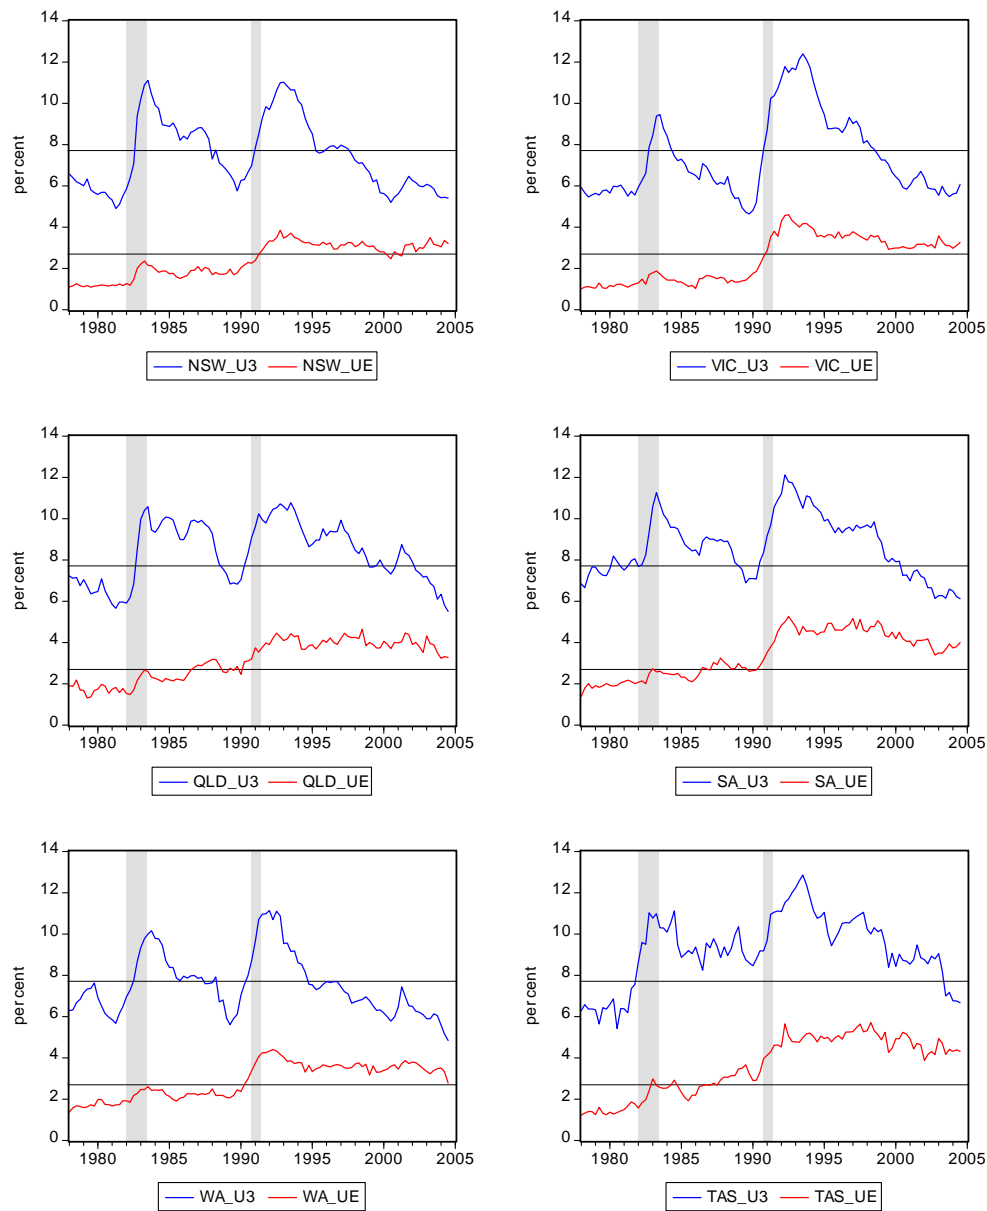 14 14
12 12
10 10
8 8
6 6
4 4
2 2
0 0
per cent per cent
1980 1985 1990 1995 2000 2005 1980 1985 1990 1995 2000 2005
NSW_U3 NSW_UE VIC_U3 VIC_UE
14 14
12 12
10 10
8 8
6 6
4 4
2 2
0 0
per cent per cent
1980 1985 1990 1995 2000 2005 1980 1985 1990 1995 2000 2005
QLD_U3 QLD_UE SA_U3 SA_UE
14 14
12 12
10 10
8 8
6 6
4 4
2 2
0 0
per cent per cent
1980 1985 1990 1995 2000 2005 1980 1985 1990 1995 2000 2005
WA_U3 WA_UE TAS_U3 TAS_UE